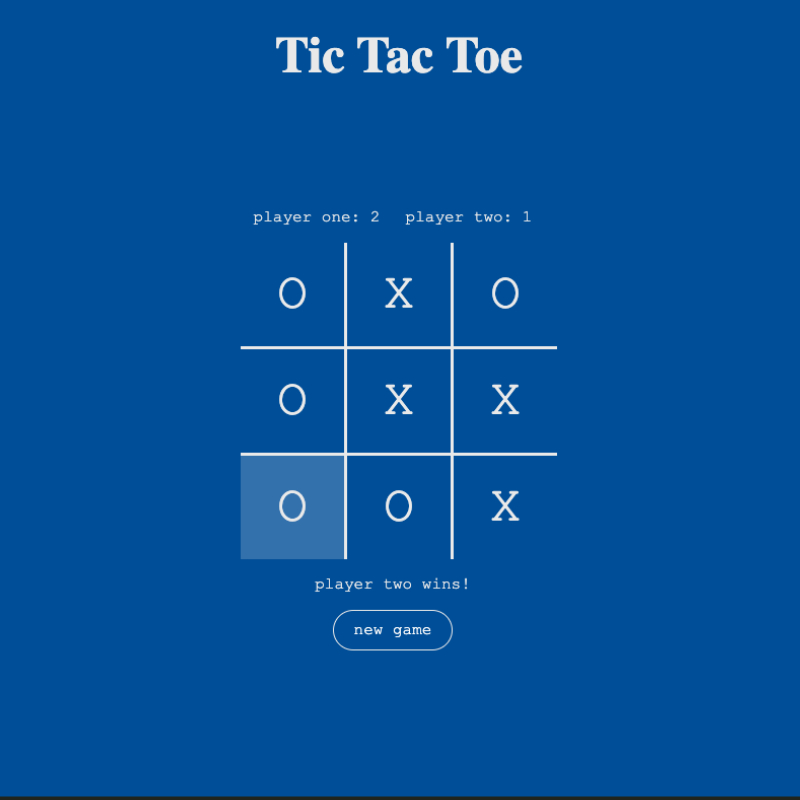 Tic Tac Toe
player one: 2 player two: 1
O X O
O X X
O O X
player two wins!
new game